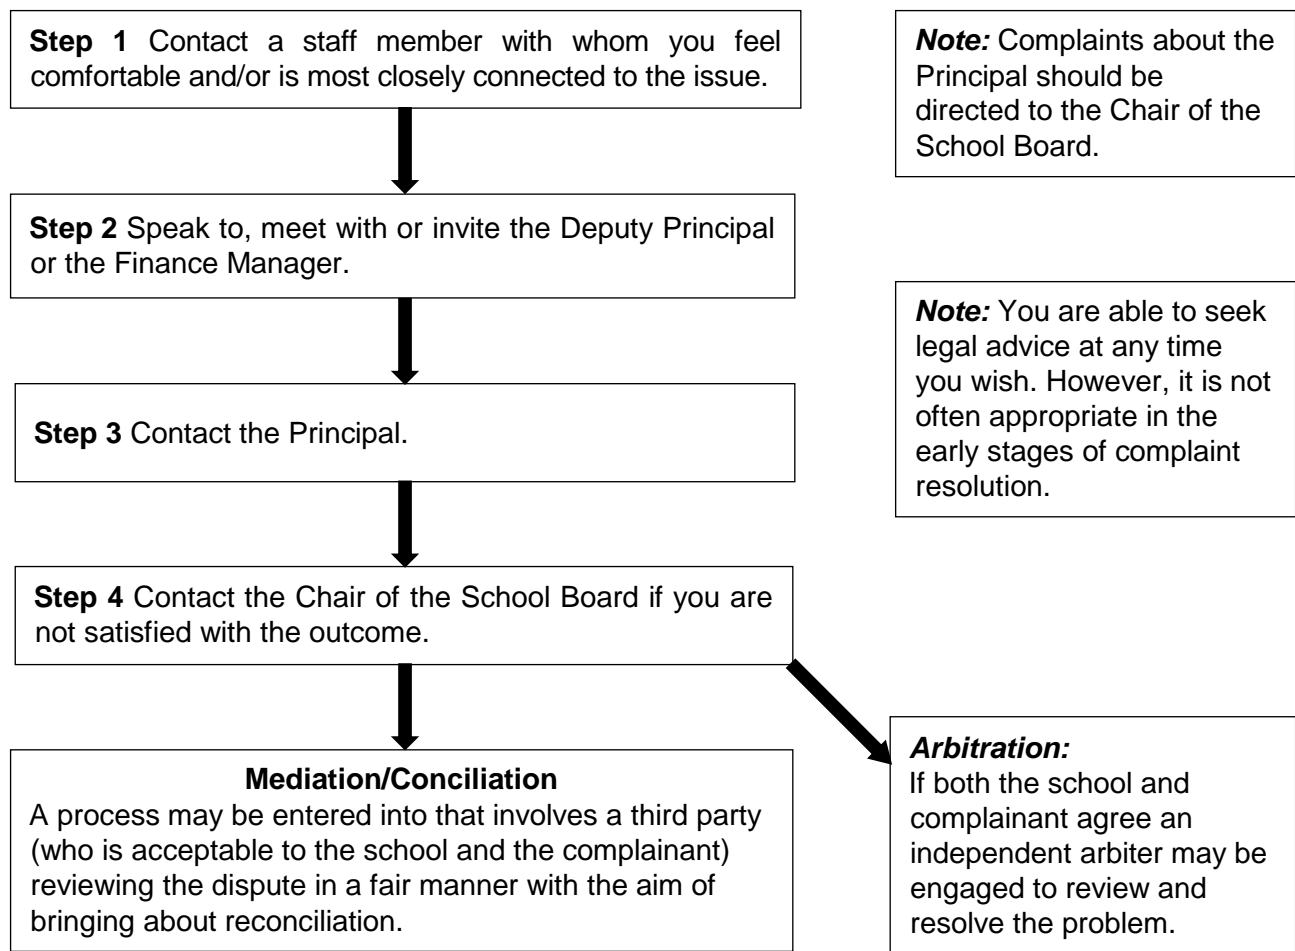 Step 1 Contact a staff member with whom you feel
comfortable and/or is most closely connected to the issue.
Note: Complaints about the
Principal should be
directed to the Chair of the
School Board.
Step 2 Speak to, meet with or invite the Deputy Principal
or the Finance Manager.
Note: You are able to seek
legal advice at any time
you wish. However, it is not
often appropriate in the
early stages of complaint
resolution.
Step 3 Contact the Principal.
Step 4 Contact the Chair of the School Board if you are
not satisfied with the outcome.
Mediation/Conciliation
A process may be entered into that involves a third party
(who is acceptable to the school and the complainant)
reviewing the dispute in a fair manner with the aim of
bringing about reconciliation.
Arbitration:
If both the school and
complainant agree an
independent arbiter may be
engaged to review and
resolve the problem.